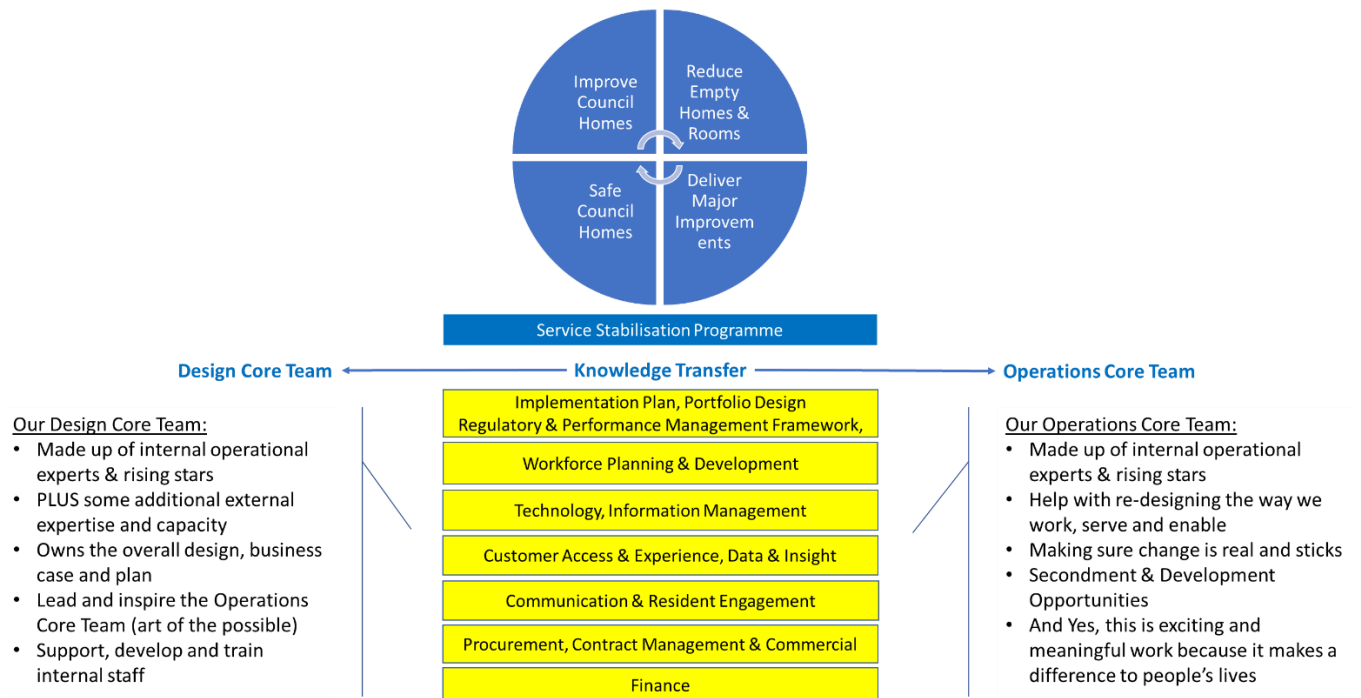 Improve
Council
Homes
Reduce
Empty
Homes &
Rooms
Safe
Council
Homes
Deliver
Major
Improvem
ents
Service Stabilisation Programme
Design Core Team
Knowledge Transfer
Operations Core Team
Our Design Core Team:
• Made up of internal operational
experts & rising stars
• PLUS some additional external
expertise and capacity
• Owns the overall design, business
case and plan
• Lead and inspire the Operations
Core Team (art of the possible)
• Support, develop and train
internal staff
Implementation Plan, Portfolio Design
Regulatory & Performance Management Framework,
Workforce Planning & Development
Technology, Information Management
Customer Access & Experience, Data & Insight
Communication & Resident Engagement
Procurement, Contract Management & Commercial
Finance
Our Operations Core Team:
• Made up of internal operational
experts & rising stars
• Help with re-designing the way we
work, serve and enable
• Making sure change is real and sticks
• Secondment & Development
Opportunities
• And Yes, this is exciting and
meaningful work because it makes a
difference to people's lives